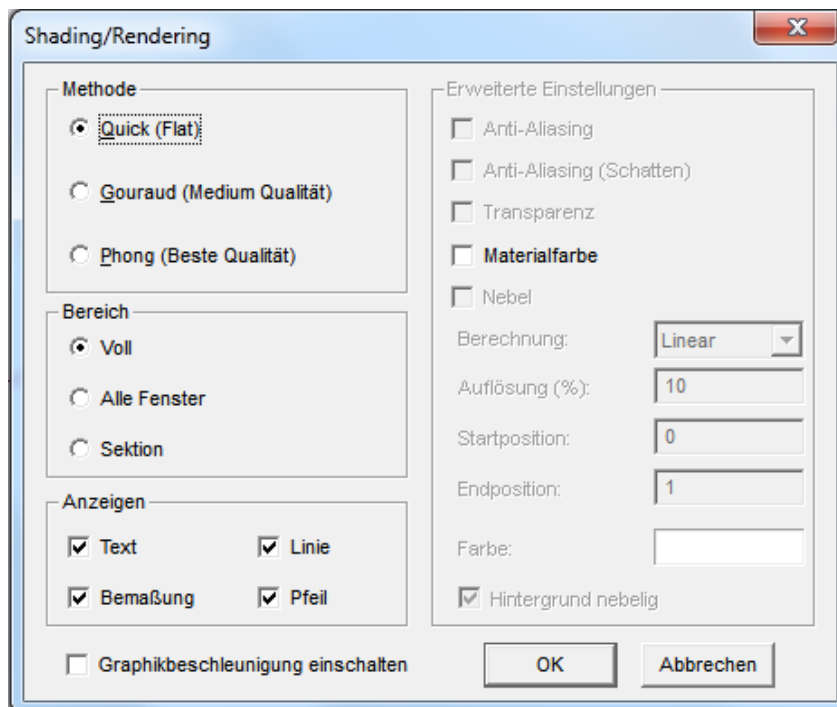 Shading/Rendering
Methode
Quick (Flat)
Gouraud (Medium Qualität)
Phong (Beste Qualität)
Bereich
Voll
Alle Fenster
Sektion
Anzeigen
Text
Linie
Bemaßung
Pfeil
Graphikbeschleunigung einschalten
Erweiterte Einstellungen
Anti-Aliasing
Anti-Aliasing (Schatten)
Transparenz
Materialfarbe
Nebel
Berechnung: Linear
Auflösung (%): 10
Startposition: 0
Endposition: 1
Farbe:
Hintergrund nebelig
OK
Abbrechen